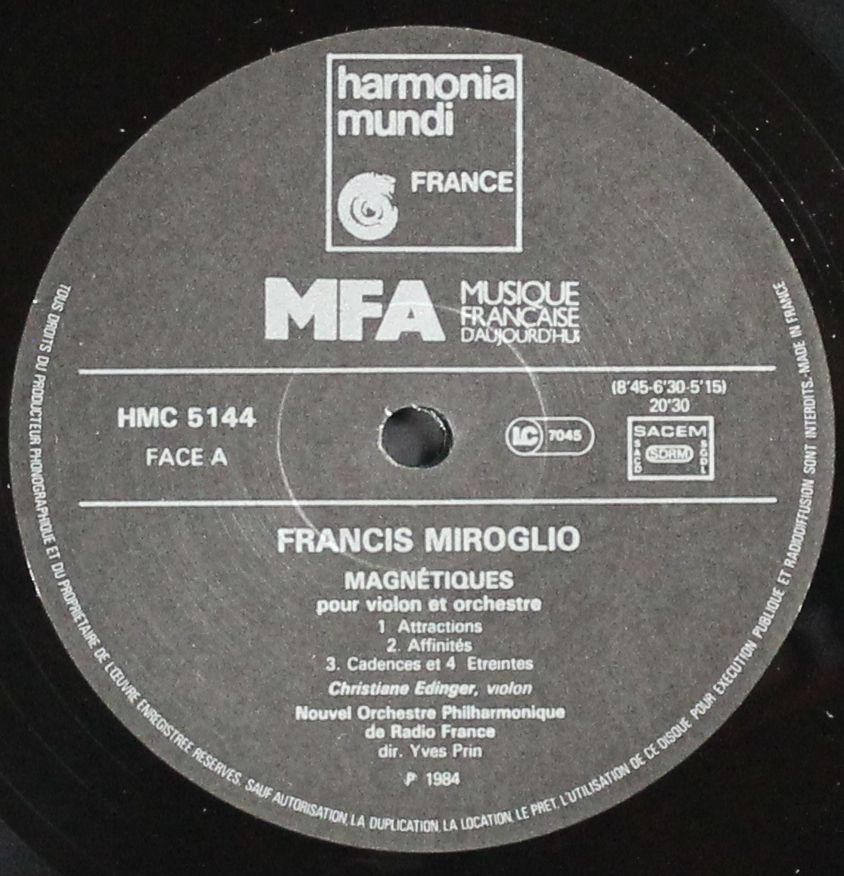 harmonia
mundi
FRANCE
MFA
MUSIQUE
FRANÇAISE
D'AUJOURD'HUI
HMC 5144
FACE A
LC 7045
(8'45-6'30-5'15)
20'30
SACEM
SACD
SDRM
SGDL
FRANCIS MIROGLIO
MAGNÉTIQUES
pour violon et orchestre
1 Attractions
2. Affinités
3. Cadences et 4 Etreintes
Christiane Edinger, violon
Nouvel Orchestre Philharmonique
de Radio France
dir. Yves Prin
℗ 1984
TOUS DROITS DU PRODUCTEUR PHONOGRAPHIQUE ET DU PROPRIETAIRE DE L'ŒUVRE ENREGISTREE RESERVES. SAUF AUTORISATION, LA DUPLICATION, LA LOCATION, LE PRET, L'UTILISATION DE CE DISQUE POUR EXECUTION PUBLIQUE ET RADIODIFFUSION SONT INTERDITS.-MADE IN FRANCE